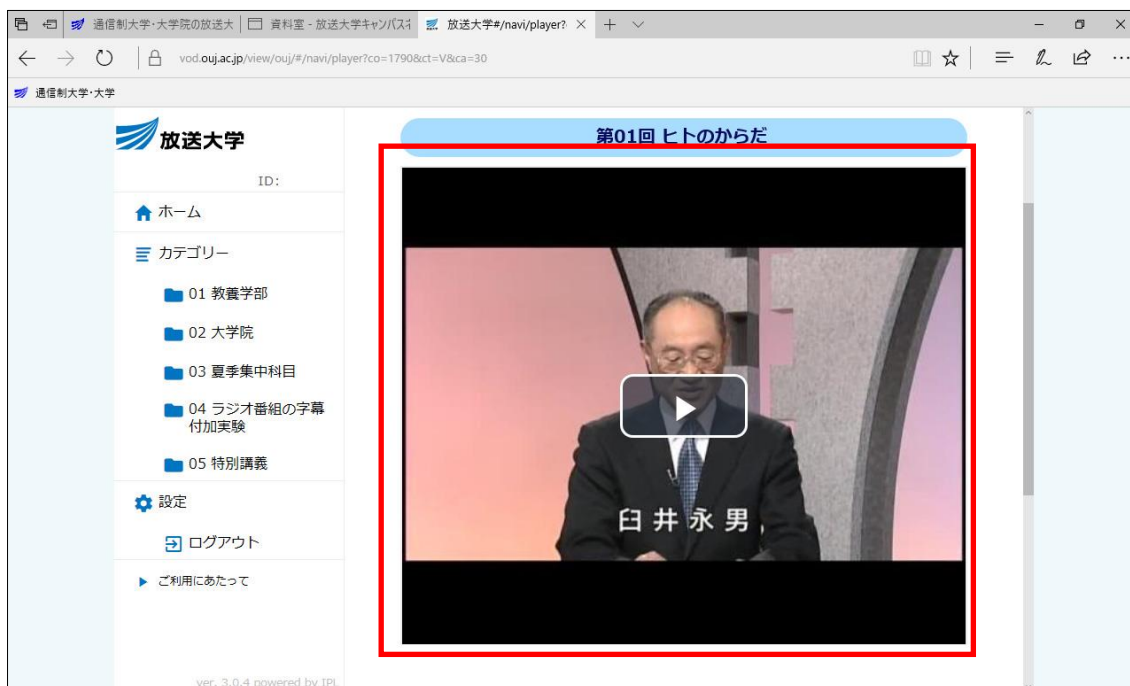 通信制大学・大学院の放送大
資料室 - 放送大学キャンパスネ
放送大学#/navi/player?
vod.ouj.ac.jp/view/ouj/#/navi/player?co=1790&ct=V&ca=30
通信制大学・大学
放送大学
第01回 ヒトのからだ
ID:
ホーム
カテゴリー
01 教養学部
02 大学院
03 夏季集中科目
04 ラジオ番組の字幕
付加実験
05 特別講義
設定
ログアウト
ご利用にあたって
臼井永男
ver. 3.0.4 powered by IPL